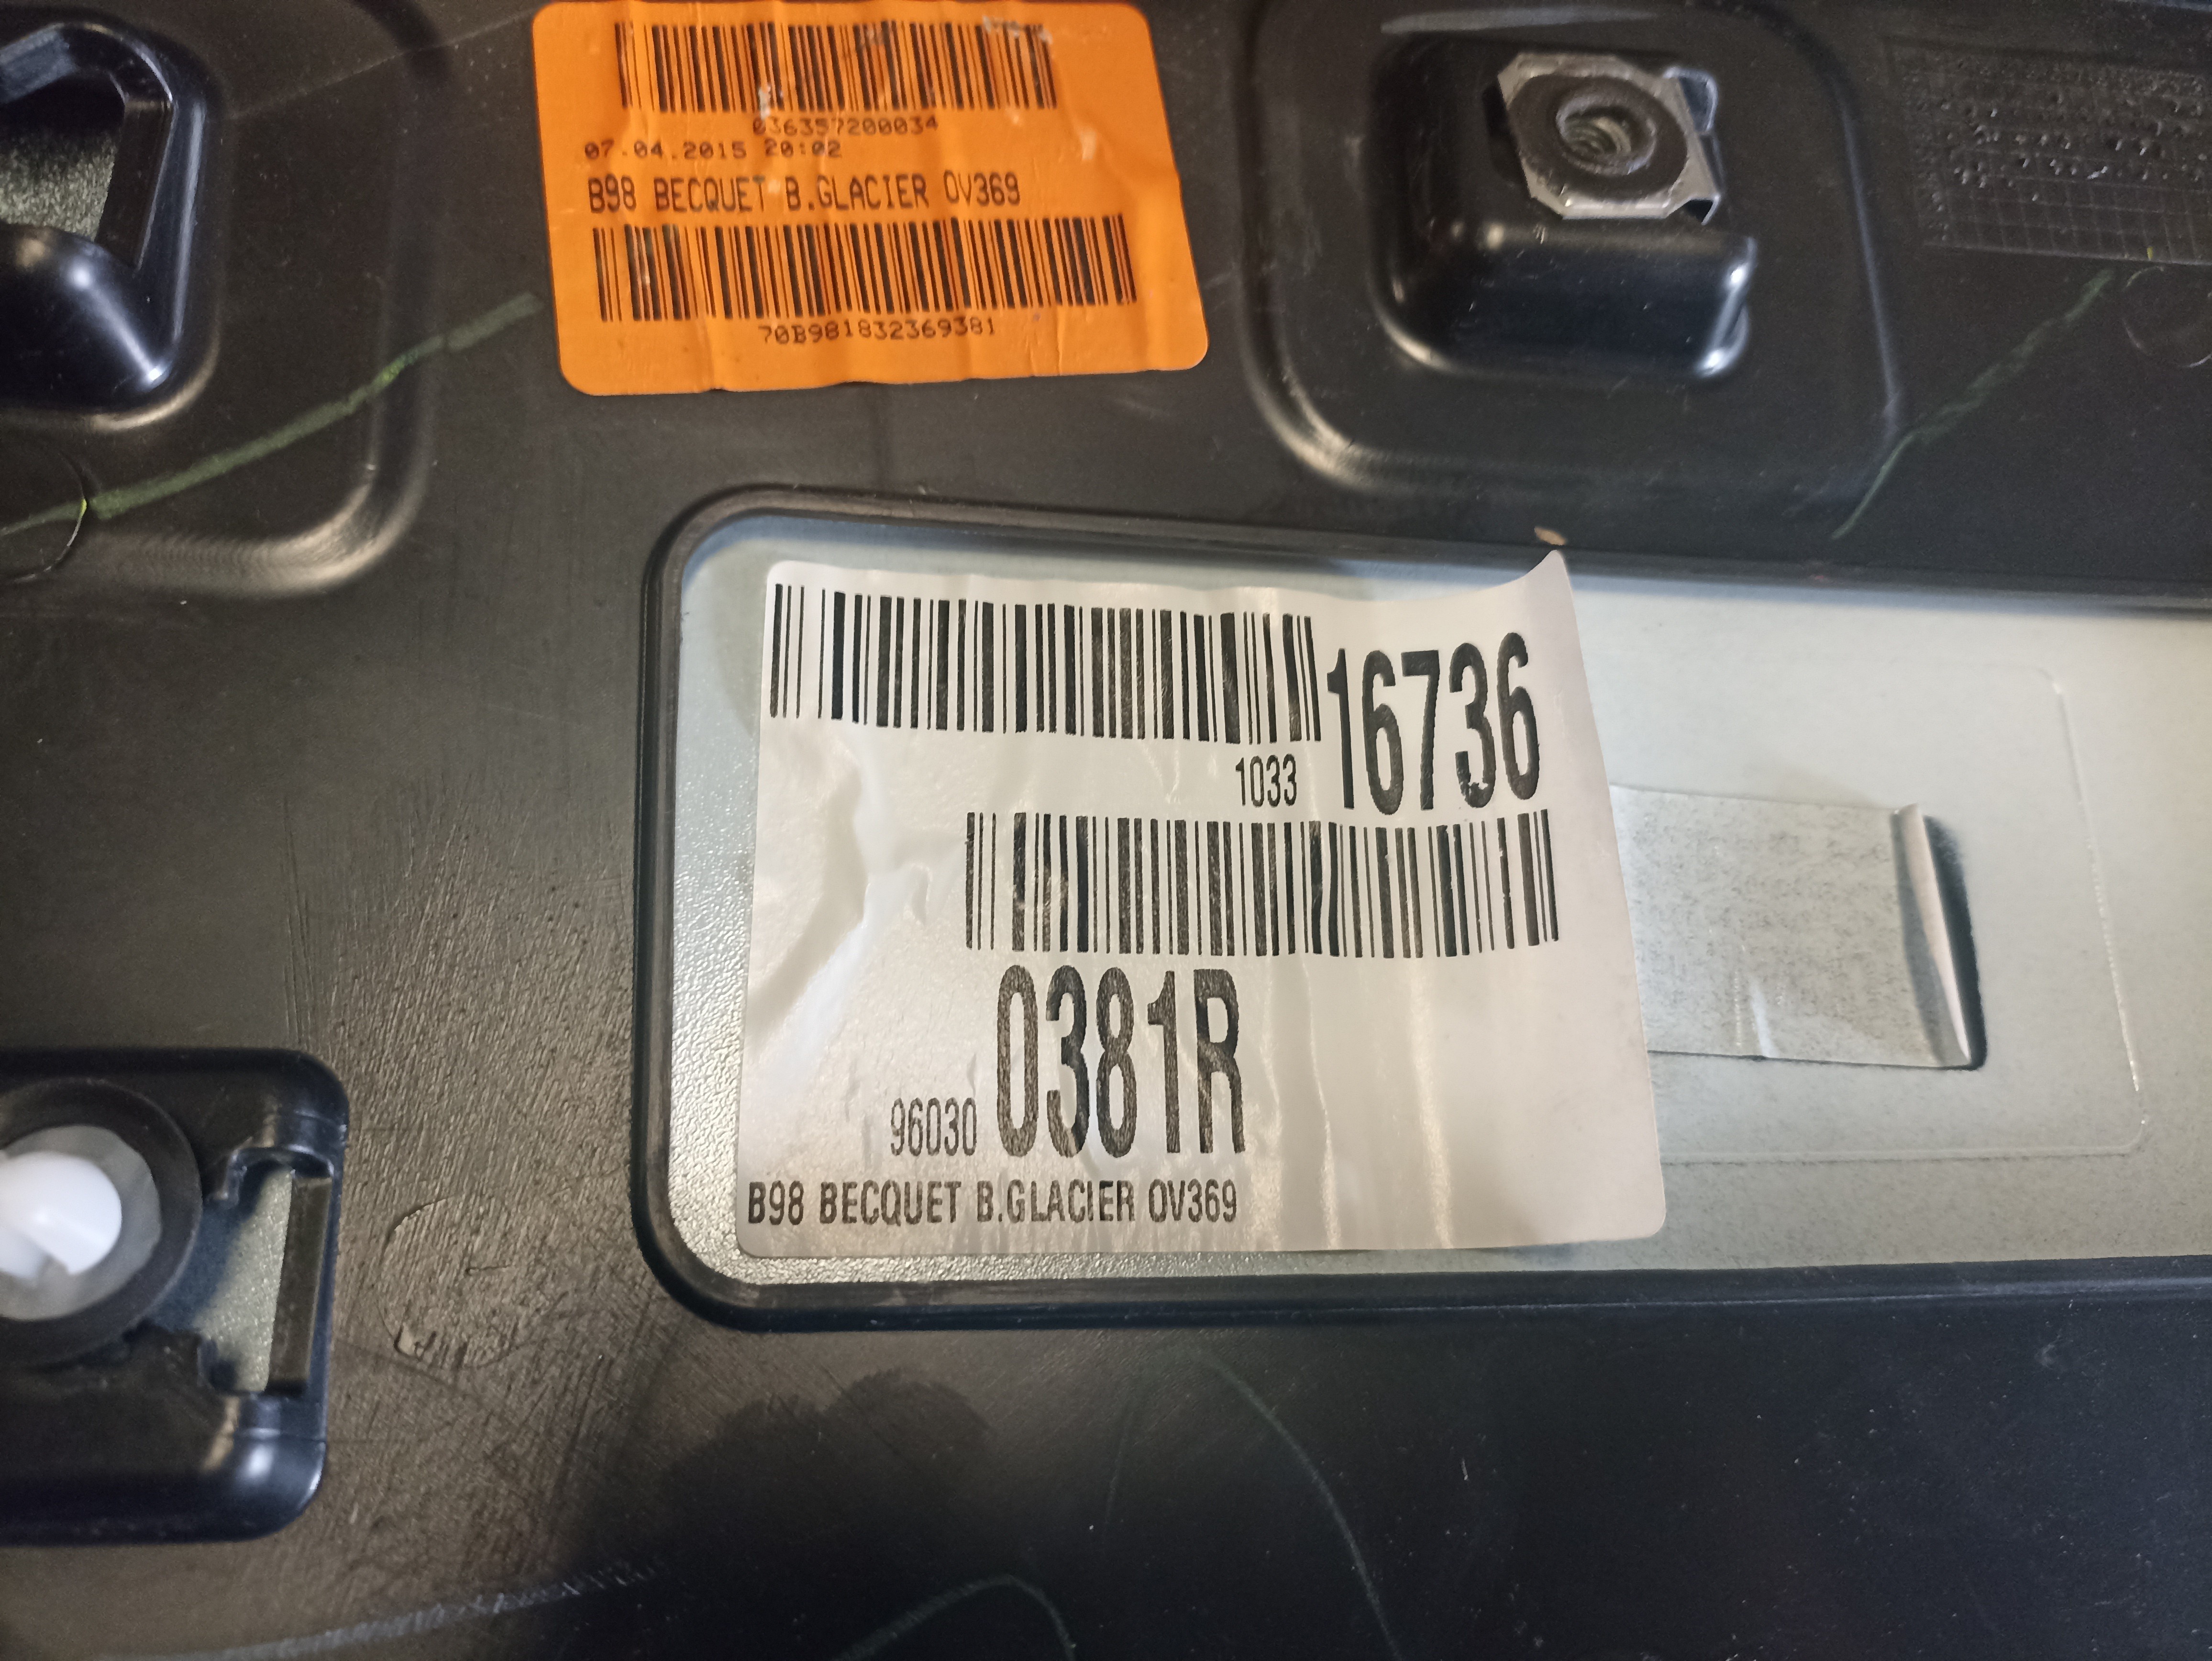 036357200034
07.04.2015 20:02
B98 BECQUET B.GLACIER OV369
70B981832369381
1033 16736
96030 0381R
B98 BECQUET B.GLACIER OV369